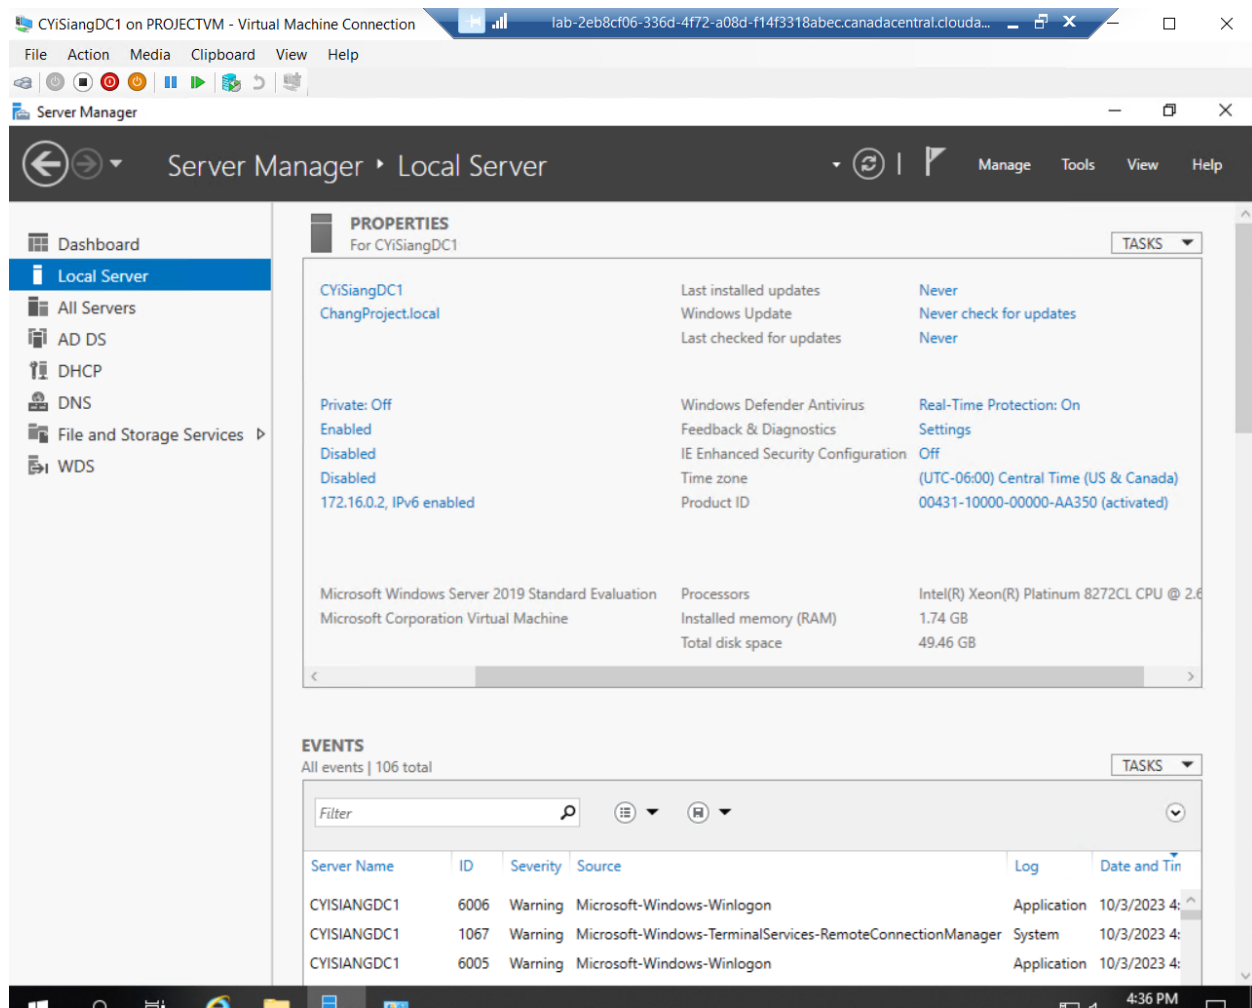 CYiSiangDC1 on PROJECTVM - Virtual Machine Connection
lab-2eb8cf06-336d-4f72-a08d-f14f3318abec.canadacentral.clouda...
File Action Media Clipboard View Help
Server Manager
Server Manager ‣ Local Server
Manage Tools View Help
Dashboard
Local Server
All Servers
AD DS
DHCP
DNS
File and Storage Services
WDS
PROPERTIES
For CYiSiangDC1
TASKS
CYiSiangDC1 Last installed updates Never
ChangProject.local Windows Update Never check for updates
Last checked for updates Never
Private: Off Windows Defender Antivirus Real-Time Protection: On
Enabled Feedback & Diagnostics Settings
Disabled IE Enhanced Security Configuration Off
Disabled Time zone (UTC-06:00) Central Time (US & Canada)
172.16.0.2, IPv6 enabled Product ID 00431-10000-00000-AA350 (activated)
Microsoft Windows Server 2019 Standard Evaluation Processors Intel(R) Xeon(R) Platinum 8272CL CPU @ 2.6
Microsoft Corporation Virtual Machine Installed memory (RAM) 1.74 GB
Total disk space 49.46 GB
EVENTS
All events | 106 total
TASKS
Filter
Server Name ID Severity Source Log Date and Tin
CYISIANGDC1 6006 Warning Microsoft-Windows-Winlogon Application 10/3/2023 4:
CYISIANGDC1 1067 Warning Microsoft-Windows-TerminalServices-RemoteConnectionManager System 10/3/2023 4:
CYISIANGDC1 6005 Warning Microsoft-Windows-Winlogon Application 10/3/2023 4:
4:36 PM